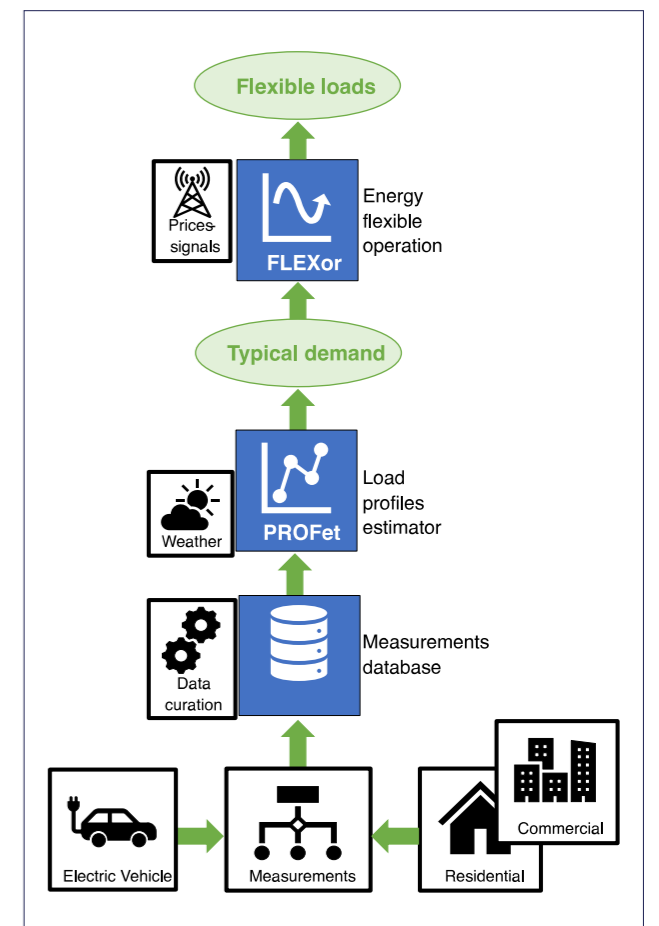 Flexible loads
Prices-
signals
FLEXor
Energy
flexible
operation
Typical demand
Weather
PROFet
Load
profiles
estimator
Data
curation
Measurements
database
Electric Vehicle
Measurements
Residential
Commercial